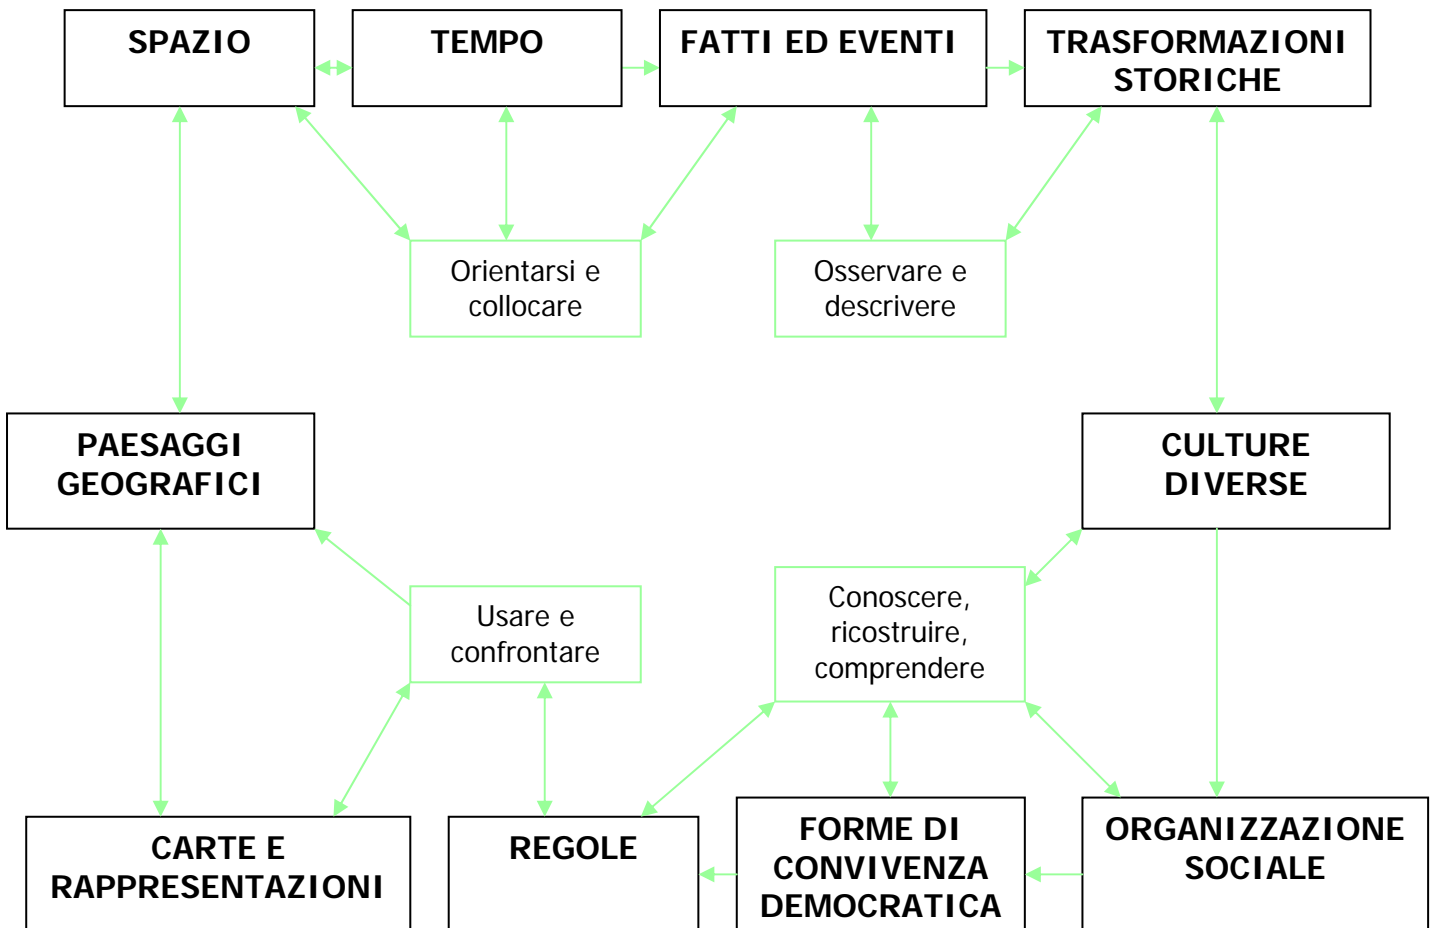 SPAZIO
TEMPO
FATTI ED EVENTI
TRASFORMAZIONI
STORICHE
Orientarsi e
collocare
Osservare e
descrivere
PAESAGGI
GEOGRAFICI
CULTURE
DIVERSE
Usare e
confrontare
Conoscere,
ricostruire,
comprendere
CARTE E
RAPPRESENTAZIONI
REGOLE
FORME DI
CONVIVENZA
DEMOCRATICA
ORGANIZZAZIONE
SOCIALE